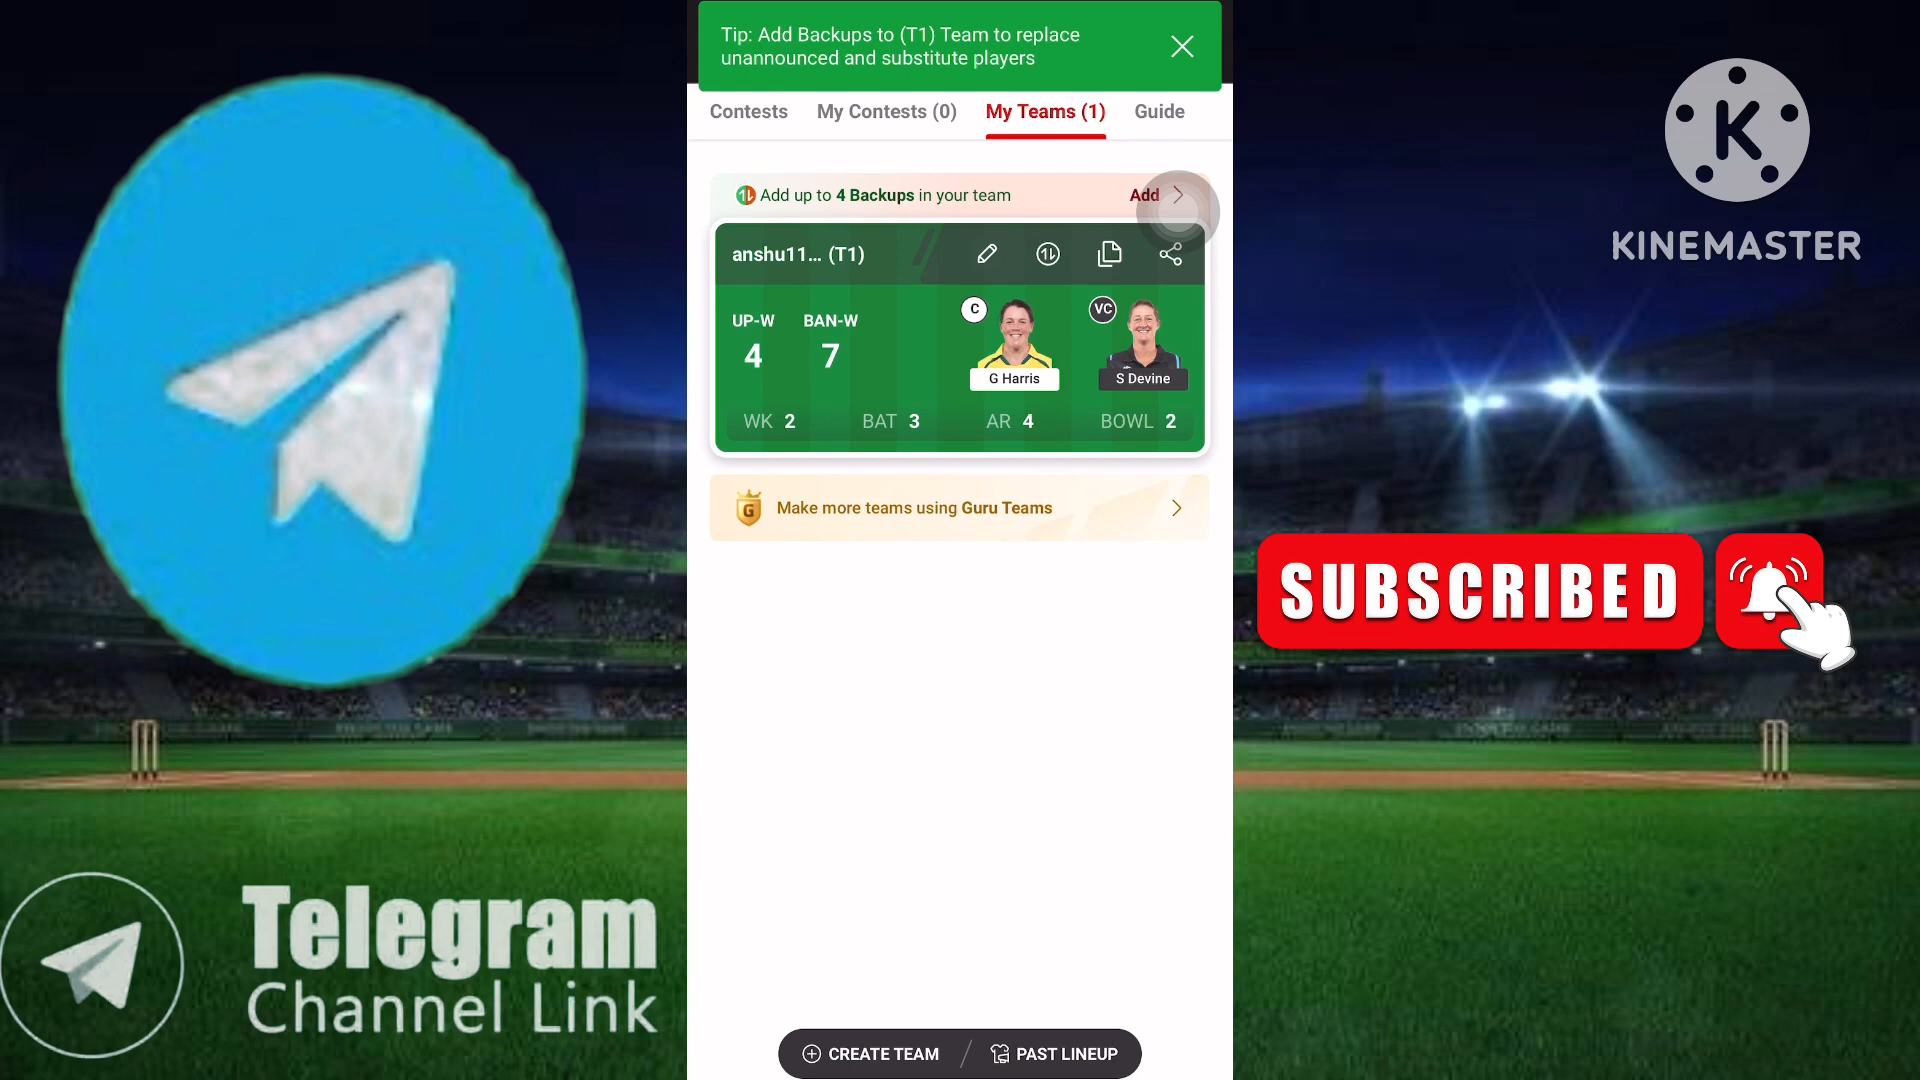 Tip: Add Backups to (T1) Team to replace
unannounced and substitute players
Contests My Contests (0) My Teams (1) Guide
Add up to 4 Backups in your team Add
anshu11... (T1)
UP-W BAN-W
4 7
C VC
G Harris S Devine
WK 2 BAT 3 AR 4 BOWL 2
G Make more teams using Guru Teams
CREATE TEAM / PAST LINEUP
K
KINEMASTER
SUBSCRIBED
Telegram
Channel Link